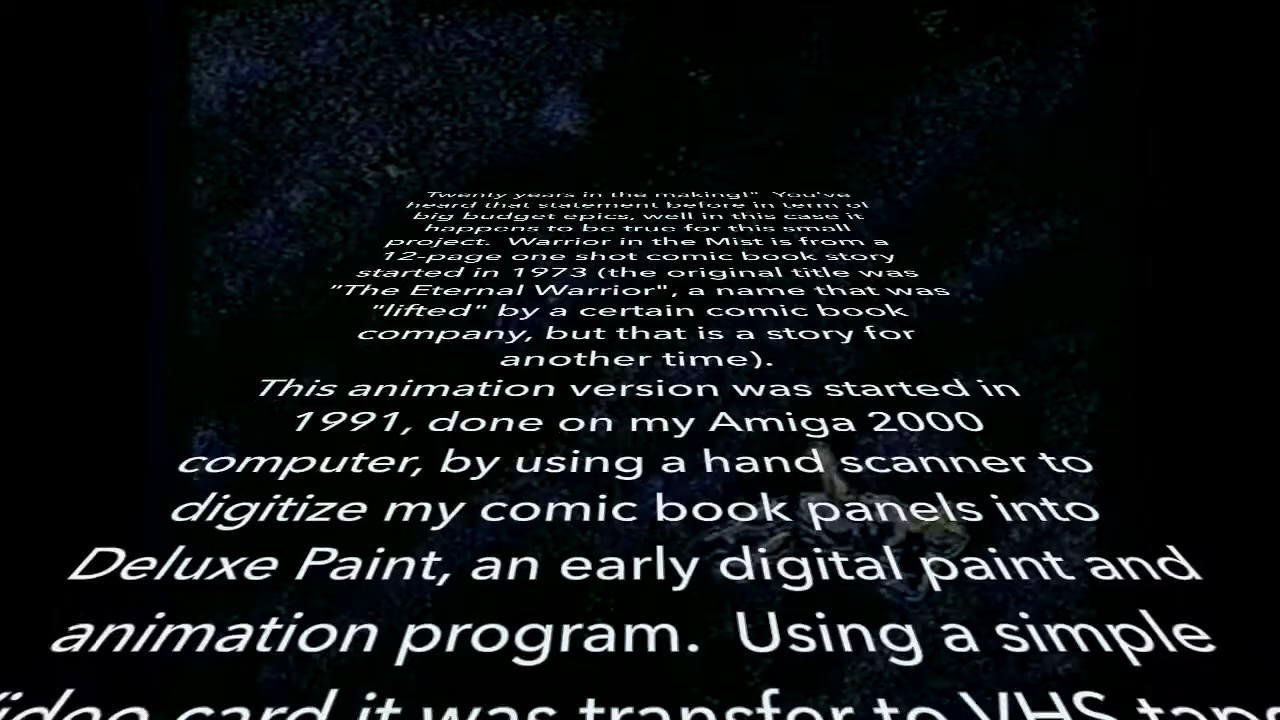 Twenty years in the making!" You've
heard that statement before in term of
big budget epics, well in this case it
happens to be true for this small
project. Warrior in the Mist is from a
12-page one shot comic book story
started in 1973 (the original title was
"The Eternal Warrior", a name that was
"lifted" by a certain comic book
company, but that is a story for
another time).
This animation version was started in
1991, done on my Amiga 2000
computer, by using a hand scanner to
digitize my comic book panels into
Deluxe Paint, an early digital paint and
animation program. Using a simple
video card it was transfer to VHS tape